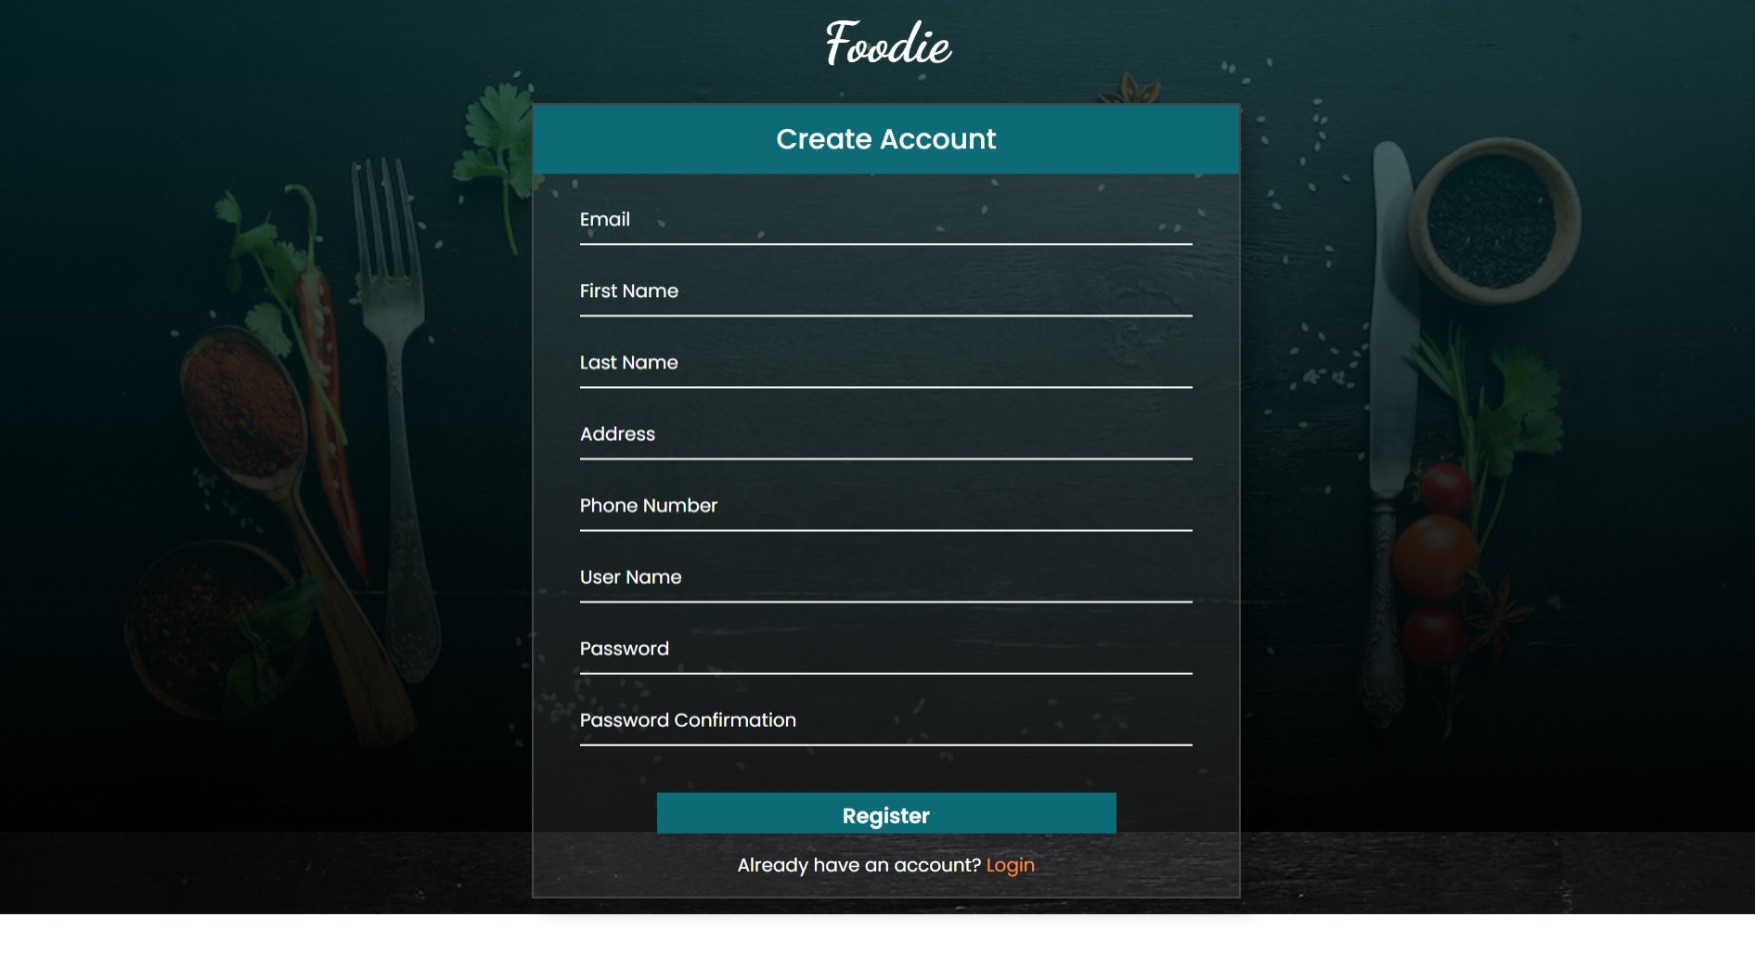 Foodie
Create Account
Email
First Name
Last Name
Address
Phone Number
User Name
Password
Password Confirmation
Register
Already have an account? Login